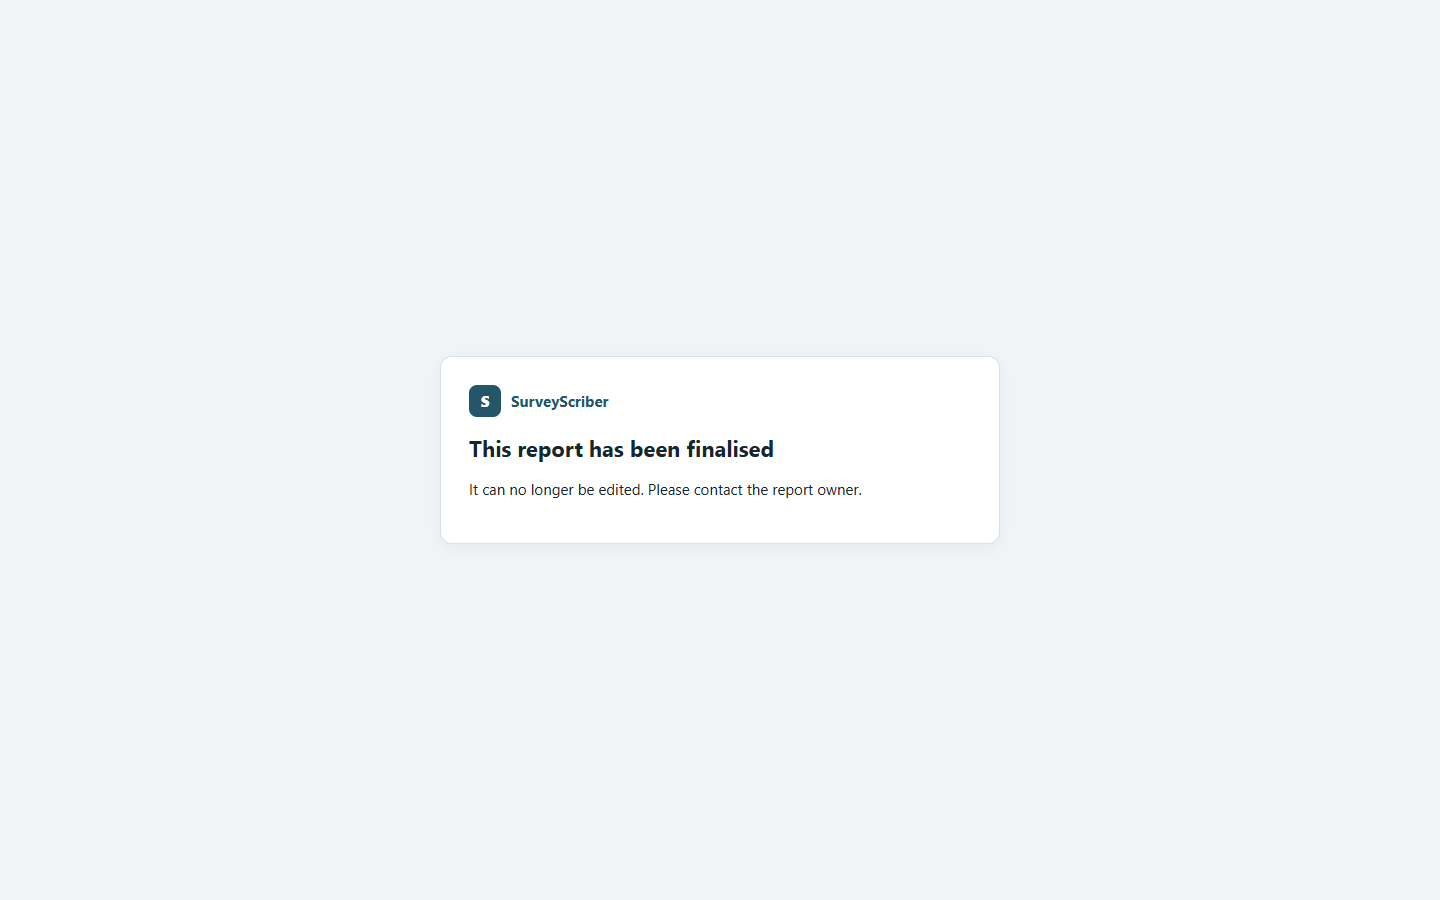 S SurveyScriber
This report has been finalised
It can no longer be edited. Please contact the report owner.